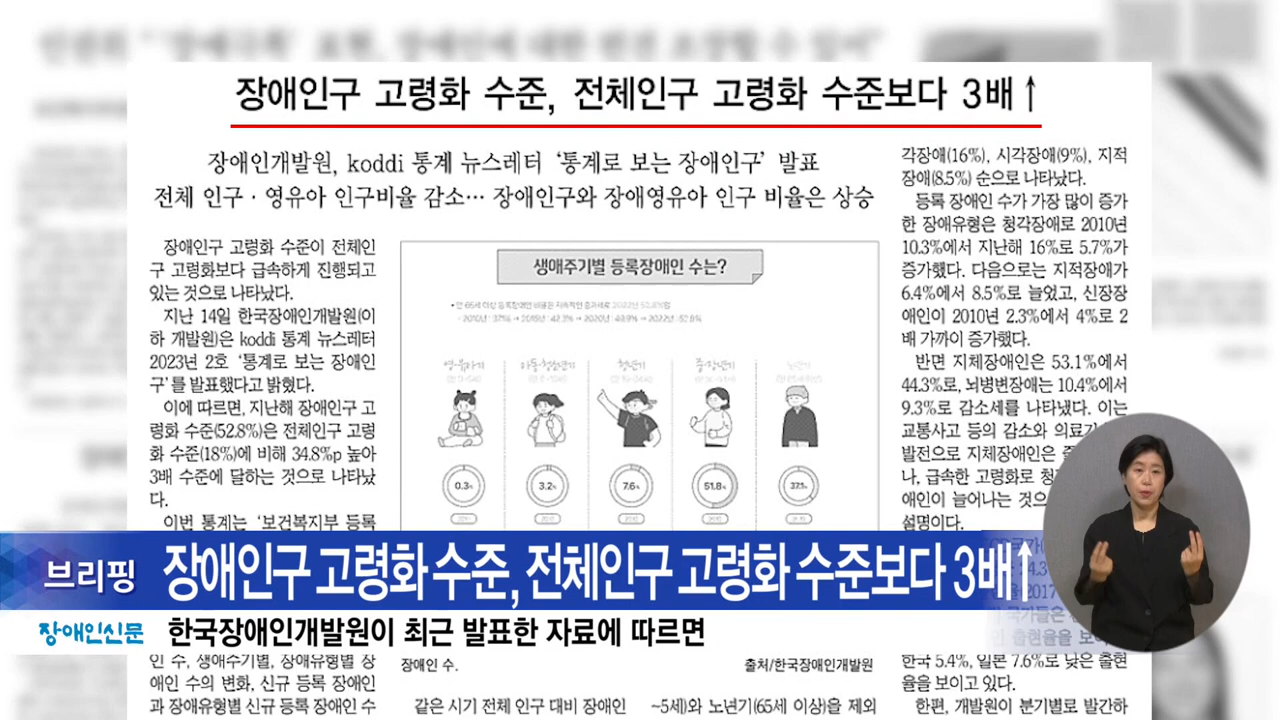 장애인구 고령화 수준, 전체인구 고령화 수준보다 3배↑
장애인개발원, koddi 통계 뉴스레터 ‘통계로 보는 장애인구’ 발표
전체 인구·영유아 인구비율 감소… 장애인구와 장애영유아 인구 비율은 상승
장애인구 고령화 수준이 전체인
구 고령화보다 급속하게 진행되고
있는 것으로 나타났다.
지난 14일 한국장애인개발원(이
하 개발원)은 koddi 통계 뉴스레터
2023년 2호 ‘통계로 보는 장애인
구’를 발표했다고 밝혔다.
이에 따르면, 지난해 장애인구 고
령화 수준(52.8%)은 전체인구 고령
화 수준(18%)에 비해 34.8%p 높아
3배 수준에 달하는 것으로 나타났
다.
이번 통계는 ‘보건복지부 등록
인 수, 생애주기별, 장애유형별 장
애인 수의 변화, 신규 등록 장애인
과 장애유형별 신규 등록 장애인 수
생애주기별 등록장애인 수는?
영·유아기
아동·청소년기
청년기
중·장년기
노년기
0.3%
3.2%
7.6%
51.8%
37.1%
장애인 수.
출처/한국장애인개발원
같은 시기 전체 인구 대비 장애인
~5세)와 노년기(65세 이상)을 제외
각장애(16%), 시각장애(9%), 지적
장애(8.5%) 순으로 나타났다.
등록 장애인 수가 가장 많이 증가
한 장애유형은 청각장애로 2010년
10.3%에서 지난해 16%로 5.7%가
증가했다. 다음으로는 지적장애가
6.4%에서 8.5%로 늘었고, 신장장
애인이 2010년 2.3%에서 4%로 2
배 가까이 증가했다.
반면 지체장애인은 53.1%에서
44.3%로, 뇌병변장애는 10.4%에서
9.3%로 감소세를 나타냈다. 이는
교통사고 등의 감소와 의료기
발전으로 지체장애인은
나, 급속한 고령화로 청
애인이 늘어나는 것으
설명이다.
한국 5.4%, 일본 7.6%로 낮은 출현
율을 보이고 있다.
한편, 개발원이 분기별로 발간하
브리핑
장애인구 고령화 수준, 전체인구 고령화 수준보다 3배↑
장애인신문
한국장애인개발원이 최근 발표한 자료에 따르면